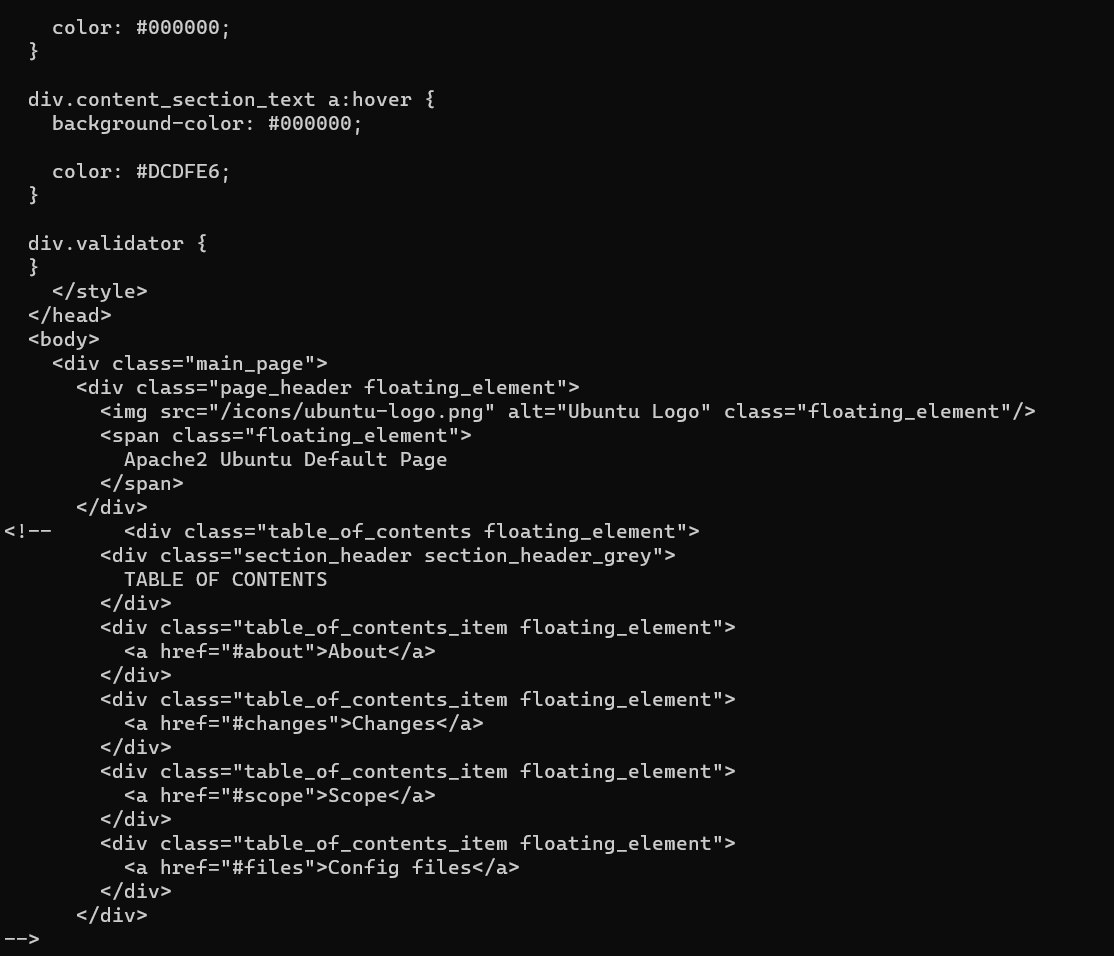 color: #000000;
  }

  div.content_section_text a:hover {
    background-color: #000000;

    color: #DCDFE6;
  }

  div.validator {
  }
    </style>
  </head>
  <body>
    <div class="main_page">
      <div class="page_header floating_element">
        <img src="/icons/ubuntu-logo.png" alt="Ubuntu Logo" class="floating_element"/>
        <span class="floating_element">
          Apache2 Ubuntu Default Page
        </span>
      </div>
<!--      <div class="table_of_contents floating_element">
        <div class="section_header section_header_grey">
          TABLE OF CONTENTS
        </div>
        <div class="table_of_contents_item floating_element">
          <a href="#about">About</a>
        </div>
        <div class="table_of_contents_item floating_element">
          <a href="#changes">Changes</a>
        </div>
        <div class="table_of_contents_item floating_element">
          <a href="#scope">Scope</a>
        </div>
        <div class="table_of_contents_item floating_element">
          <a href="#files">Config files</a>
        </div>
      </div>
-->